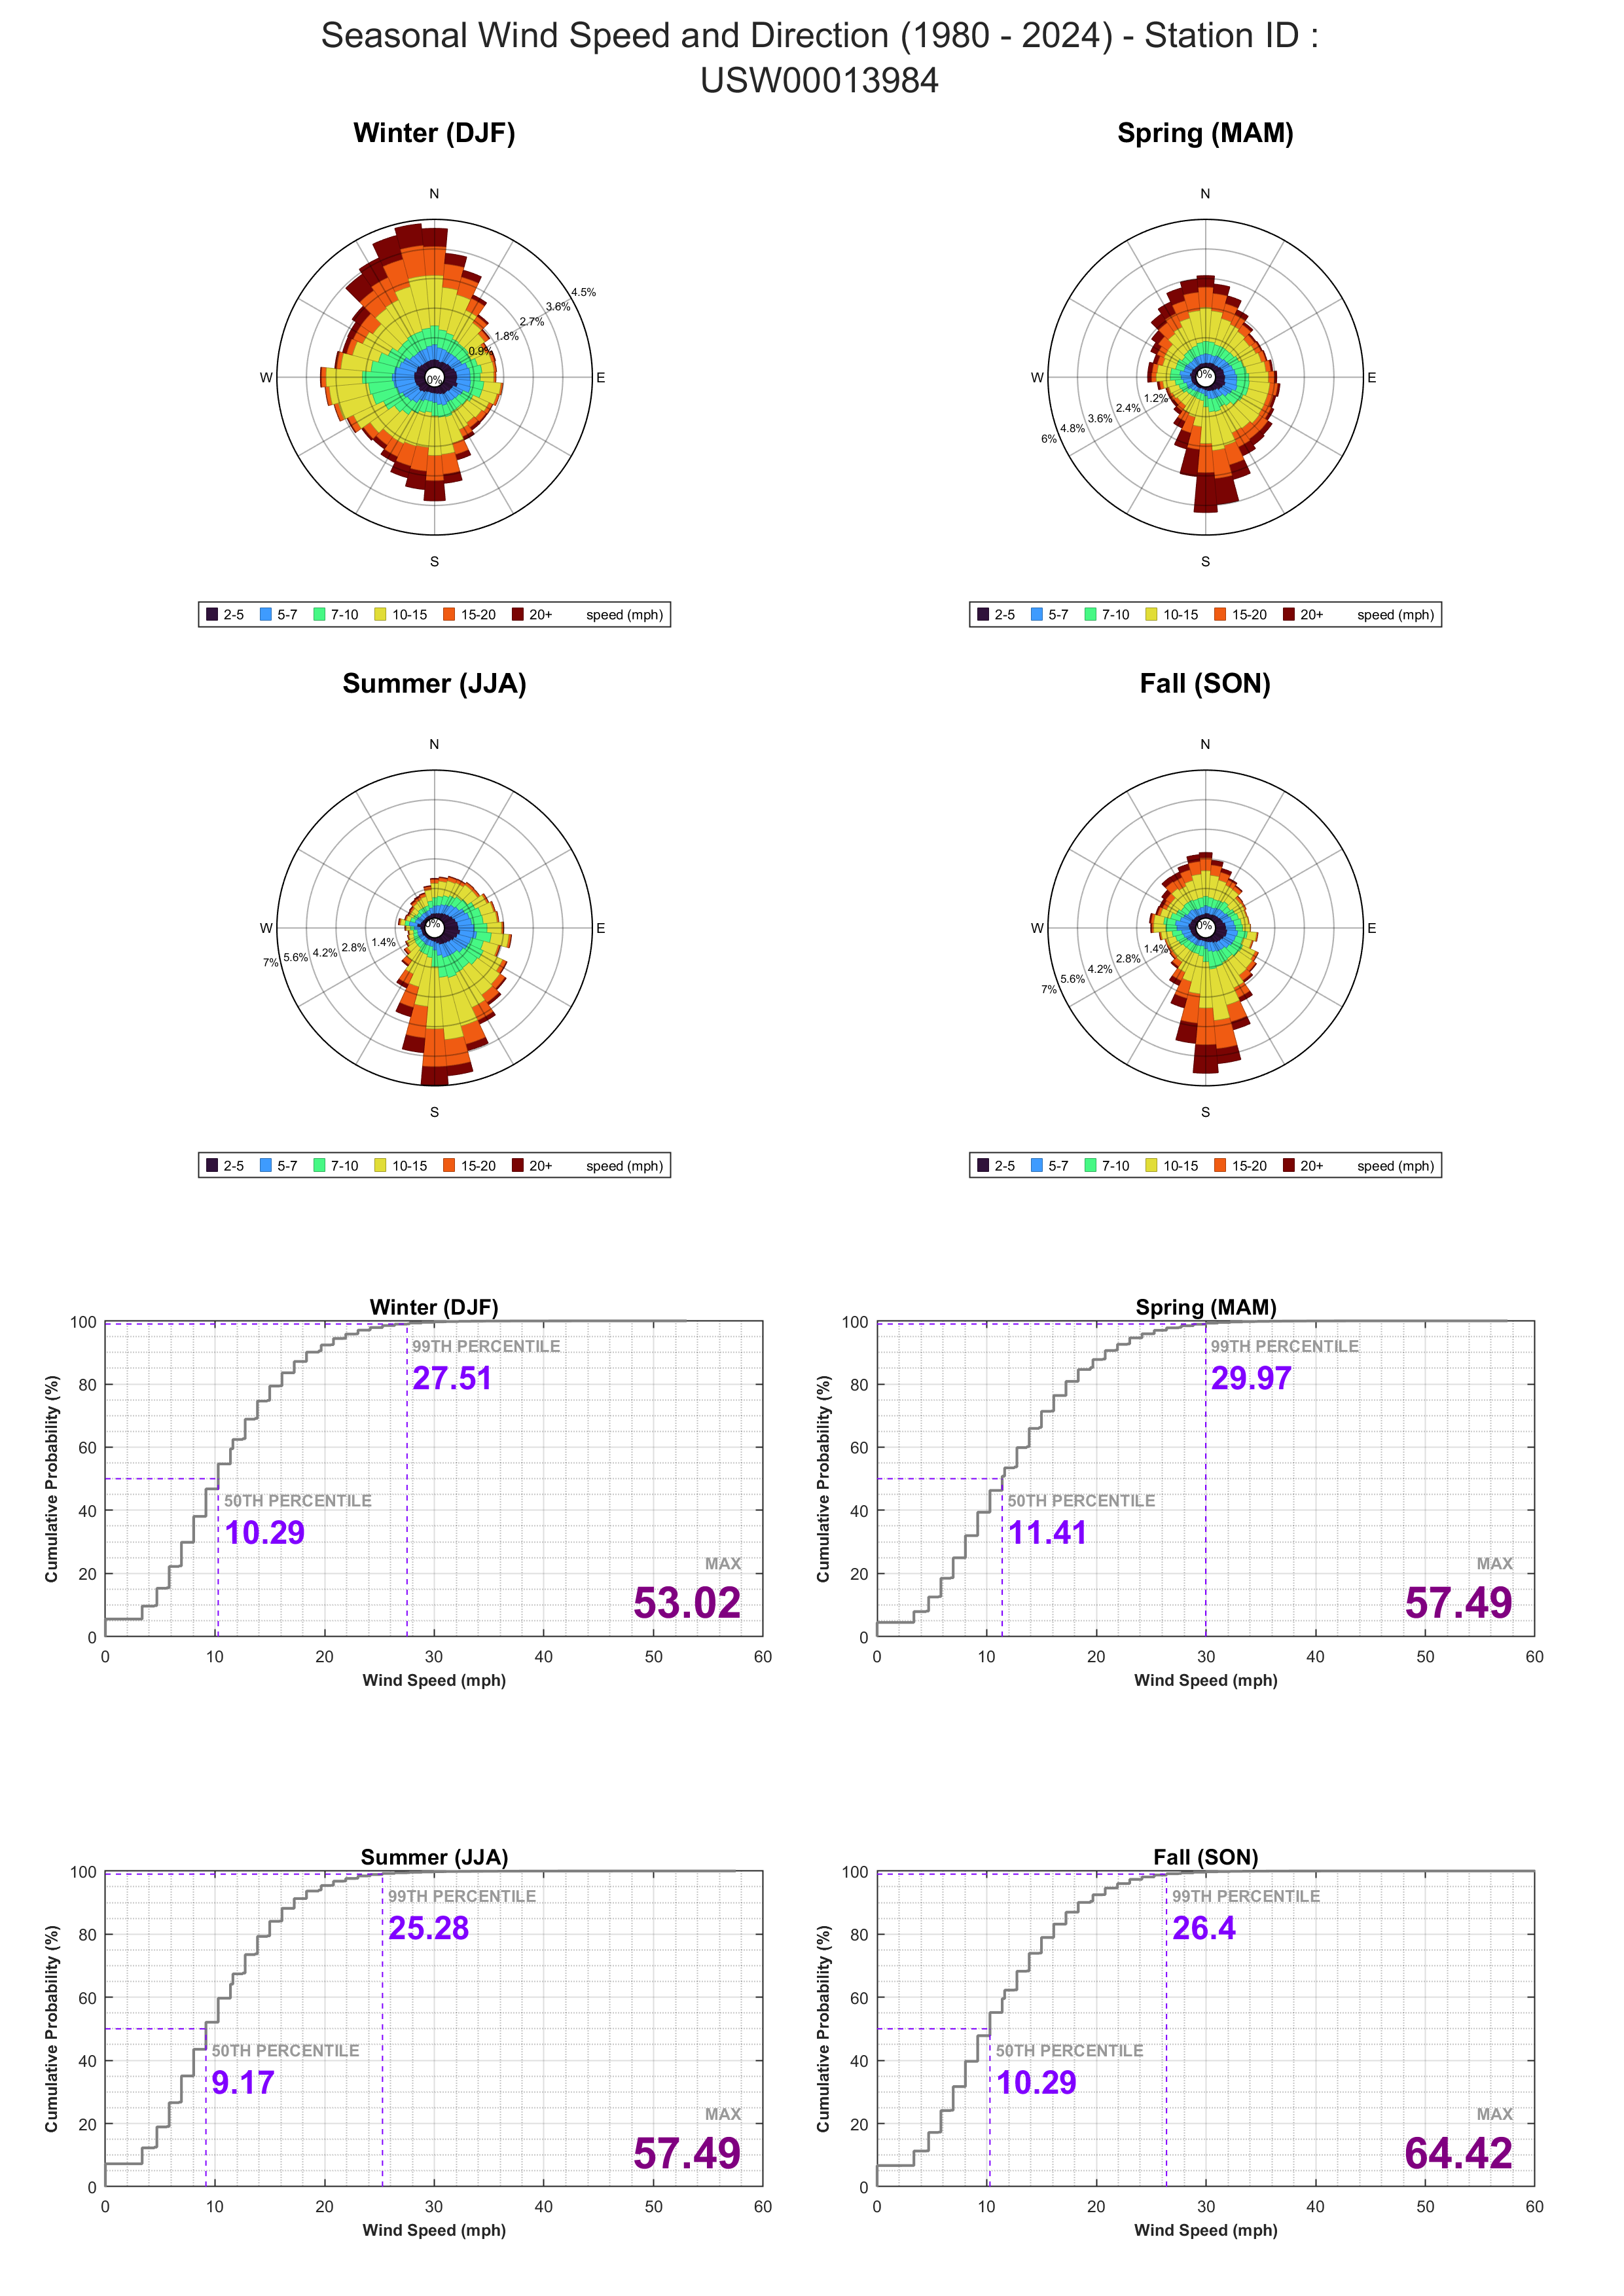 Seasonal Wind Speed and Direction (1980 - 2024) - Station ID :
USW00013984
Winter (DJF)
N
W
E
S
0%
0.9%
1.8%
2.7%
3.6%
4.5%
2-5 5-7 7-10 10-15 15-20 20+ speed (mph)
Spring (MAM)
N
W
E
S
0%
1.2%
2.4%
3.6%
4.8%
6%
2-5 5-7 7-10 10-15 15-20 20+ speed (mph)
Summer (JJA)
N
W
E
S
0%
1.4%
2.8%
4.2%
5.6%
7%
2-5 5-7 7-10 10-15 15-20 20+ speed (mph)
Fall (SON)
N
W
E
S
0%
1.4%
2.8%
4.2%
5.6%
7%
2-5 5-7 7-10 10-15 15-20 20+ speed (mph)
Winter (DJF)
Cumulative Probability (%)
100
80
60
40
20
0
99TH PERCENTILE
27.51
50TH PERCENTILE
10.29
MAX
53.02
0 10 20 30 40 50 60
Wind Speed (mph)
Spring (MAM)
Cumulative Probability (%)
100
80
60
40
20
0
99TH PERCENTILE
29.97
50TH PERCENTILE
11.41
MAX
57.49
0 10 20 30 40 50 60
Wind Speed (mph)
Summer (JJA)
Cumulative Probability (%)
100
80
60
40
20
0
99TH PERCENTILE
25.28
50TH PERCENTILE
9.17
MAX
57.49
0 10 20 30 40 50 60
Wind Speed (mph)
Fall (SON)
Cumulative Probability (%)
100
80
60
40
20
0
99TH PERCENTILE
26.4
50TH PERCENTILE
10.29
MAX
64.42
0 10 20 30 40 50 60
Wind Speed (mph)